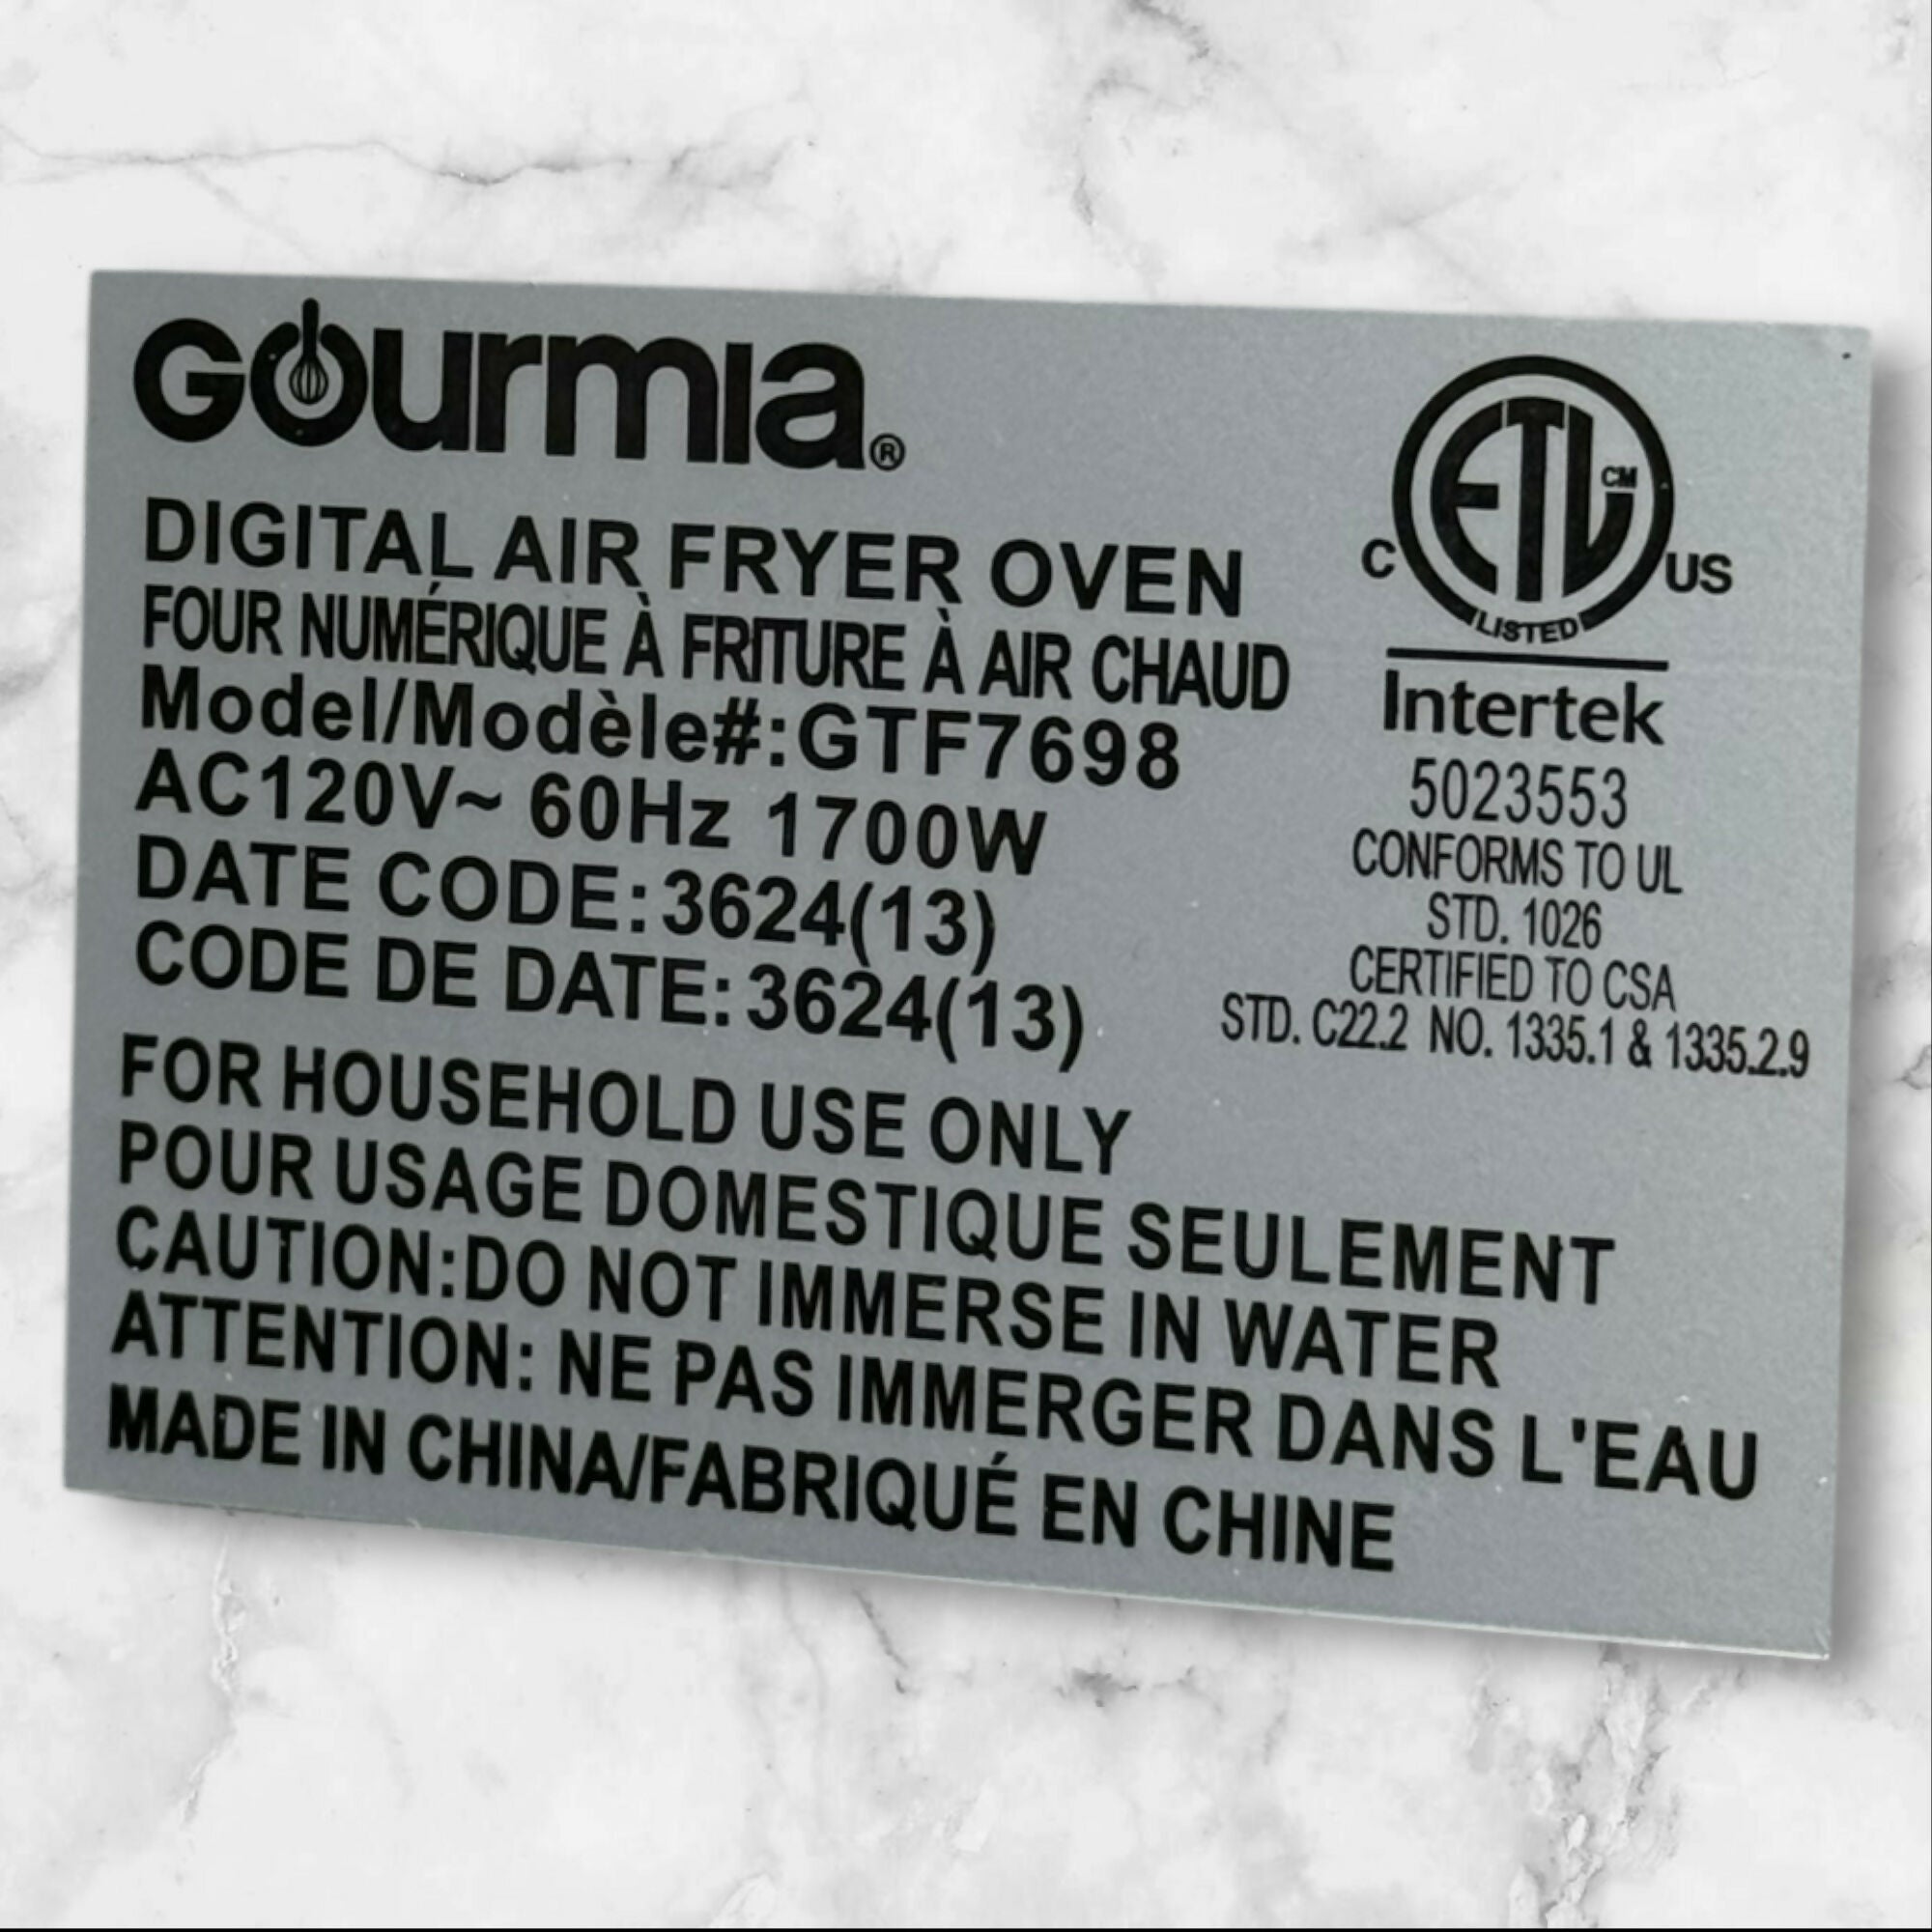 Gourmia®
DIGITAL AIR FRYER OVEN
FOUR NUMÉRIQUE À FRITURE À AIR CHAUD
Model/Modèle#:GTF7698
AC120V~ 60Hz 1700W
DATE CODE:3624(13)
CODE DE DATE:3624(13)
FOR HOUSEHOLD USE ONLY
POUR USAGE DOMESTIQUE SEULEMENT
CAUTION:DO NOT IMMERSE IN WATER
ATTENTION: NE PAS IMMERGER DANS L'EAU
MADE IN CHINA/FABRIQUÉ EN CHINE
ETL CM
C US
LISTED
Intertek
5023553
CONFORMS TO UL
STD. 1026
CERTIFIED TO CSA
STD. C22.2 NO. 1335.1 & 1335.2.9